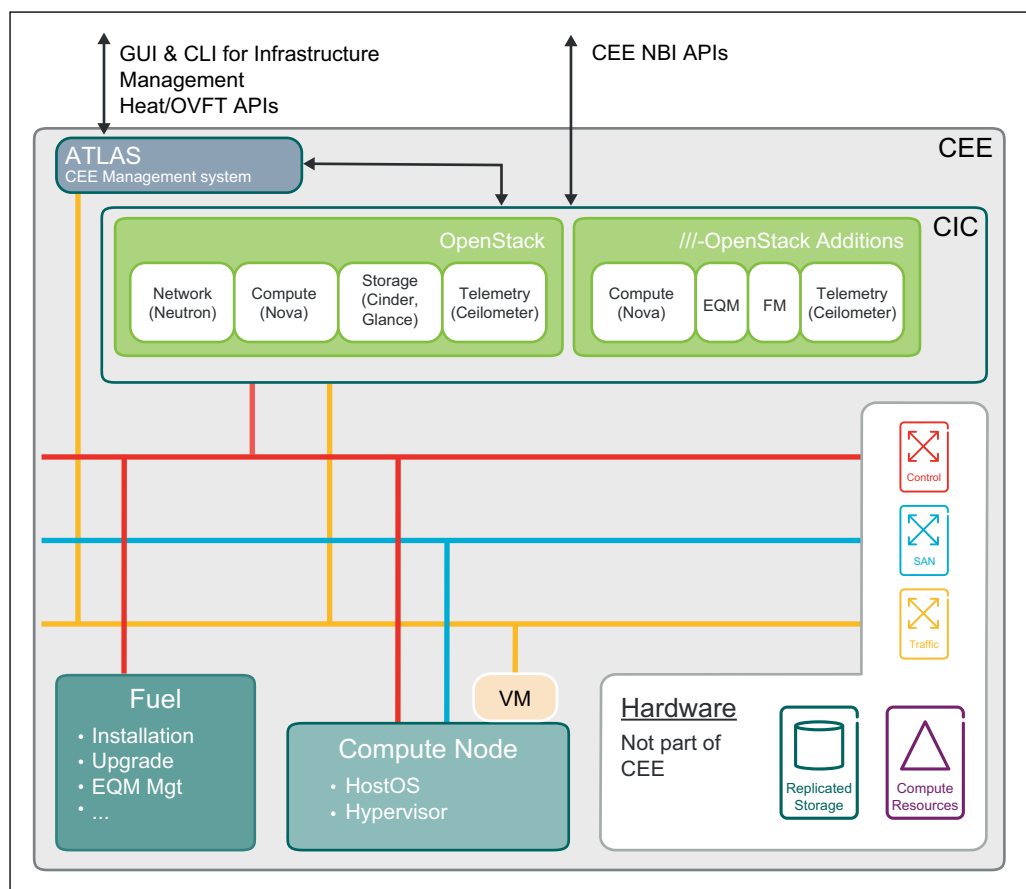 GUI & CLI for Infrastructure
Management
Heat/OVFT APIs
CEE NBI APIs
CEE
ATLAS
CEE Management system
CIC
OpenStack
Network
(Neutron)
Compute
(Nova)
Storage
(Cinder,
Glance)
Telemetry
(Ceilometer)
///-OpenStack Additions
Compute
(Nova)
EQM
FM
Telemetry
(Ceilometer)
Control
SAN
Traffic
Fuel
• Installation
• Upgrade
• EQM Mgt
• ...
VM
Compute Node
• HostOS
• Hypervisor
Hardware
Not part of
CEE
Replicated
Storage
Compute
Resources